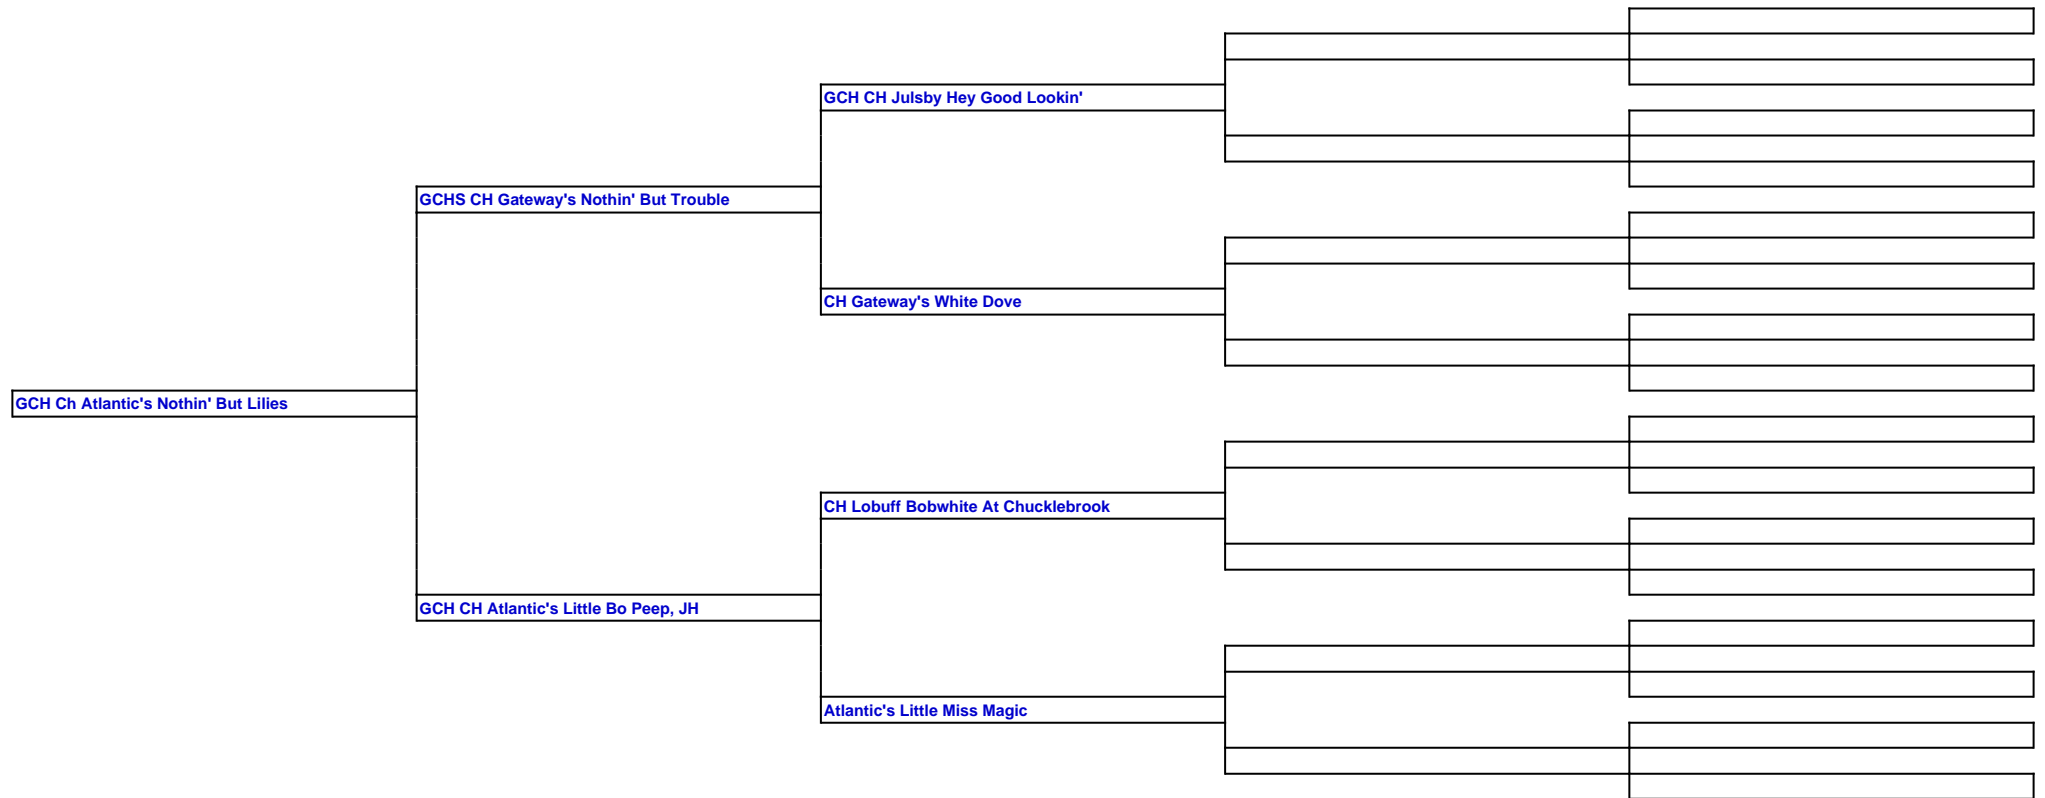 GCH CH Julsby Hey Good Lookin'
GCHS CH Gateway's Nothin' But Trouble
CH Gateway's White Dove
GCH Ch Atlantic's Nothin' But Lilies
CH Lobuff Bobwhite At Chucklebrook
GCH CH Atlantic's Little Bo Peep, JH
Atlantic's Little Miss Magic